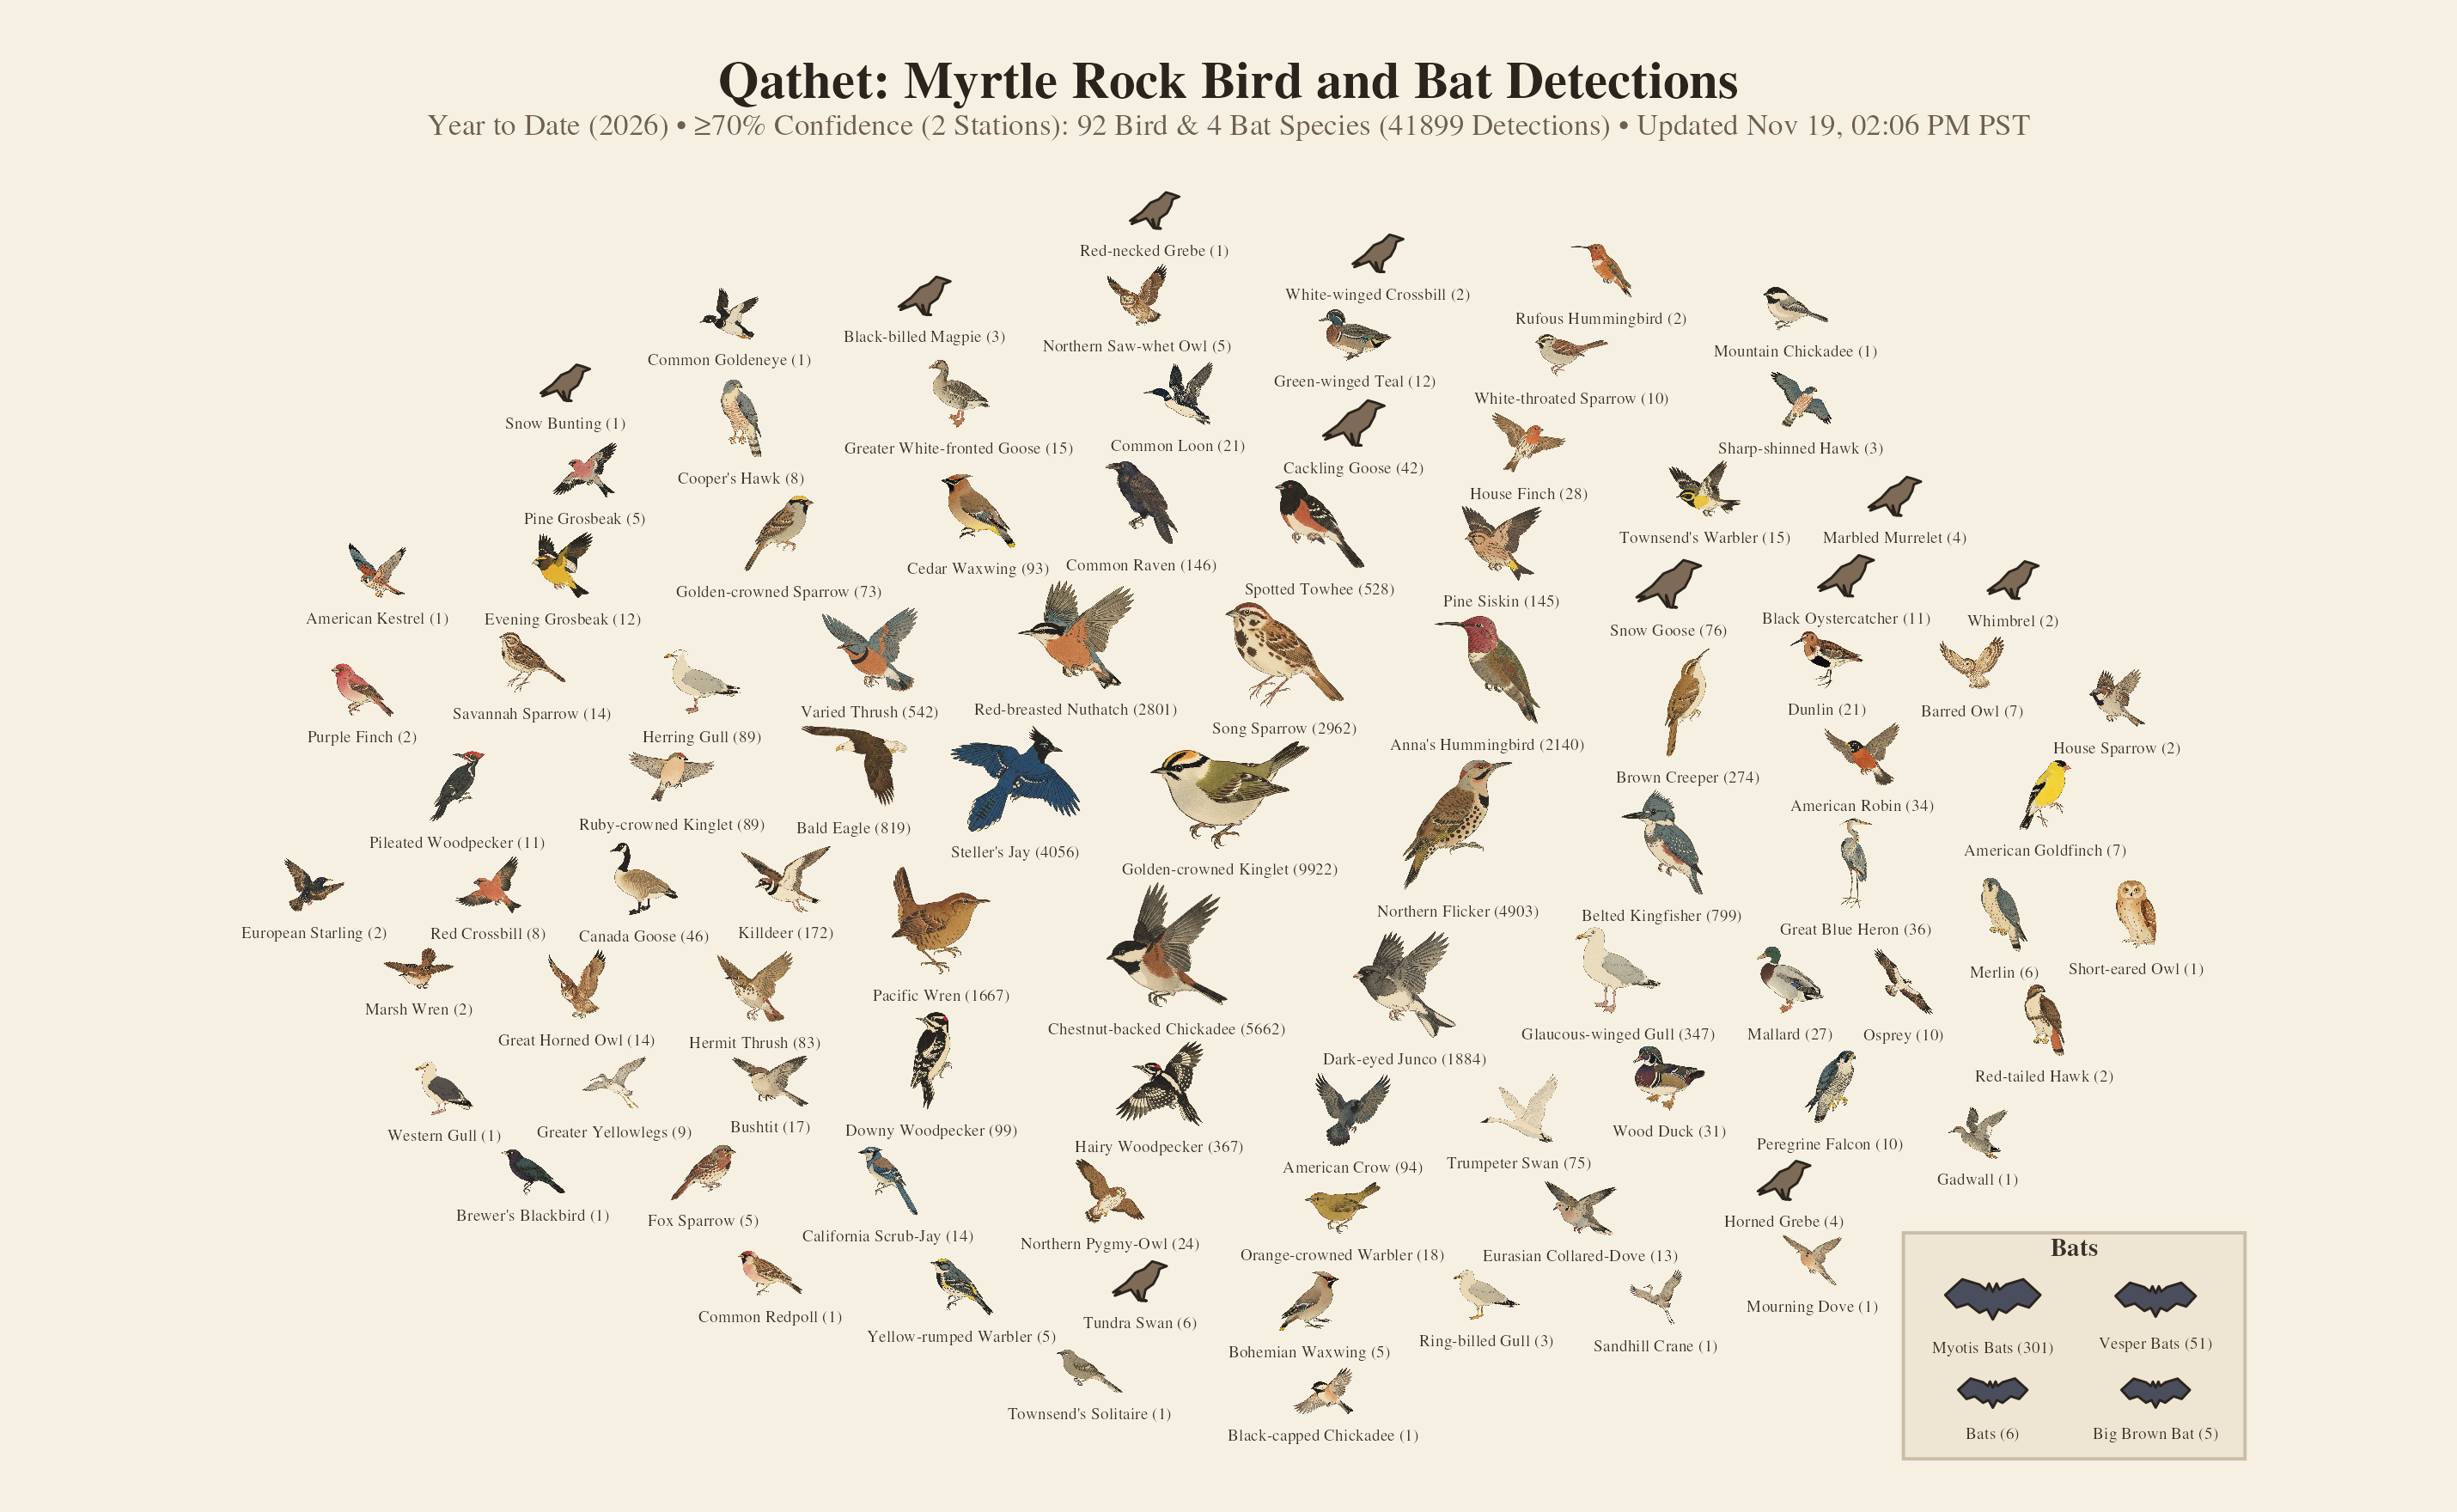 Qathet: Myrtle Rock Bird and Bat Detections
Year to Date (2026) • ≥70% Confidence (2 Stations): 92 Bird & 4 Bat Species (41899 Detections) • Updated Nov 19, 02:06 PM PST
Red-necked Grebe (1)
White-winged Crossbill (2)
Rufous Hummingbird (2)
Black-billed Magpie (3)
Northern Saw-whet Owl (5)
Mountain Chickadee (1)
Common Goldeneye (1)
Green-winged Teal (12)
White-throated Sparrow (10)
Snow Bunting (1)
Greater White-fronted Goose (15)
Common Loon (21)
Sharp-shinned Hawk (3)
Cackling Goose (42)
Cooper's Hawk (8)
House Finch (28)
Pine Grosbeak (5)
Townsend's Warbler (15)
Marbled Murrelet (4)
Cedar Waxwing (93)
Common Raven (146)
Golden-crowned Sparrow (73)
Spotted Towhee (528)
Pine Siskin (145)
American Kestrel (1)
Evening Grosbeak (12)
Black Oystercatcher (11)
Whimbrel (2)
Snow Goose (76)
Savannah Sparrow (14)
Varied Thrush (542)
Red-breasted Nuthatch (2801)
Dunlin (21)
Barred Owl (7)
Song Sparrow (2962)
Purple Finch (2)
Herring Gull (89)
Anna's Hummingbird (2140)
House Sparrow (2)
Brown Creeper (274)
American Robin (34)
Ruby-crowned Kinglet (89)
Bald Eagle (819)
Pileated Woodpecker (11)
Steller's Jay (4056)
American Goldfinch (7)
Golden-crowned Kinglet (9922)
Northern Flicker (4903)
Belted Kingfisher (799)
European Starling (2)
Red Crossbill (8)
Canada Goose (46)
Killdeer (172)
Great Blue Heron (36)
Merlin (6)
Short-eared Owl (1)
Pacific Wren (1667)
Marsh Wren (2)
Chestnut-backed Chickadee (5662)
Glaucous-winged Gull (347)
Mallard (27)
Osprey (10)
Great Horned Owl (14)
Hermit Thrush (83)
Dark-eyed Junco (1884)
Red-tailed Hawk (2)
Western Gull (1)
Greater Yellowlegs (9)
Bushtit (17)
Downy Woodpecker (99)
Wood Duck (31)
Hairy Woodpecker (367)
Peregrine Falcon (10)
American Crow (94)
Trumpeter Swan (75)
Gadwall (1)
Brewer's Blackbird (1)
Fox Sparrow (5)
Horned Grebe (4)
California Scrub-Jay (14)
Northern Pygmy-Owl (24)
Orange-crowned Warbler (18)
Eurasian Collared-Dove (13)
Mourning Dove (1)
Common Redpoll (1)
Tundra Swan (6)
Yellow-rumped Warbler (5)
Ring-billed Gull (3)
Sandhill Crane (1)
Bohemian Waxwing (5)
Townsend's Solitaire (1)
Black-capped Chickadee (1)
Bats
Myotis Bats (301)
Vesper Bats (51)
Bats (6)
Big Brown Bat (5)